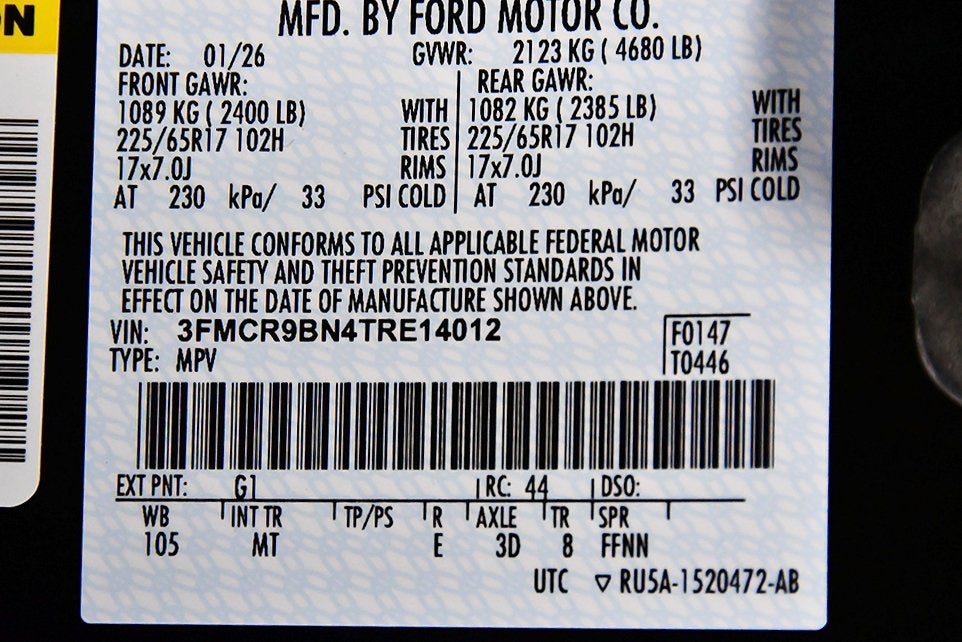 N
MFD. BY FORD MOTOR CO.
DATE: 01/26 GVWR: 2123 KG ( 4680 LB)
FRONT GAWR: REAR GAWR:
1089 KG ( 2400 LB) WITH 1082 KG ( 2385 LB) WITH
225/65R17 102H TIRES 225/65R17 102H TIRES
17x7.0J RIMS 17x7.0J RIMS
AT 230 kPa/ 33 PSI COLD AT 230 kPa/ 33 PSI COLD
THIS VEHICLE CONFORMS TO ALL APPLICABLE FEDERAL MOTOR
VEHICLE SAFETY AND THEFT PREVENTION STANDARDS IN
EFFECT ON THE DATE OF MANUFACTURE SHOWN ABOVE.
VIN: 3FMCR9BN4TRE14012 F0147
TYPE: MPV T0446
EXT PNT: G1 RC: 44 DSO:
WB INT TR TP/PS R AXLE TR SPR
105 MT E 3D 8 FFNN
UTC ▽ RU5A-1520472-AB